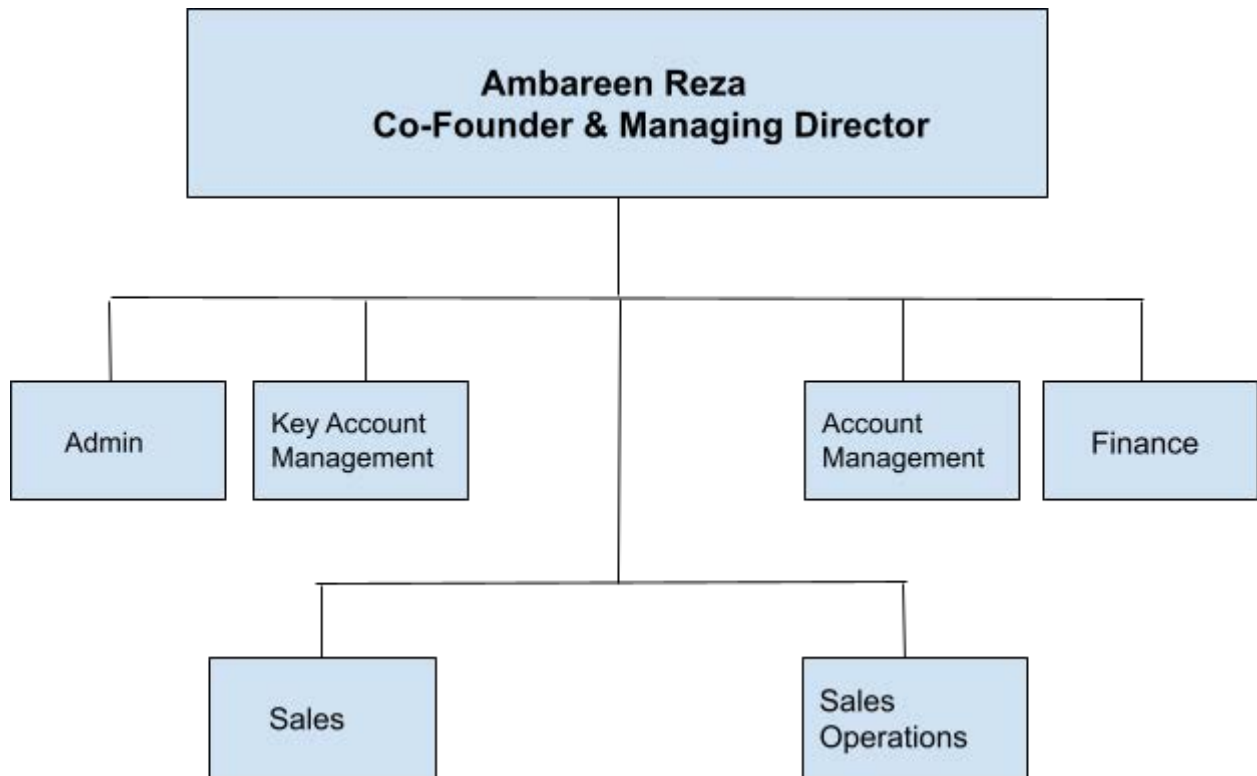 Ambareen Reza
Co-Founder & Managing Director
Admin
Key Account
Management
Account
Management
Finance
Sales
Sales
Operations